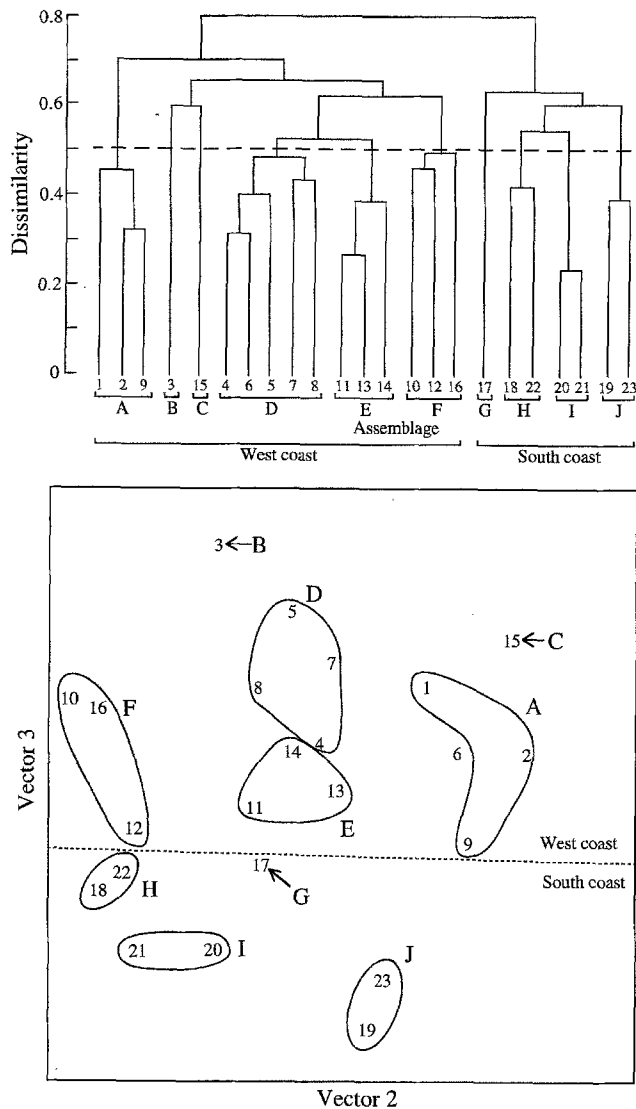 0.8
0.6
0.4
0.2
0
Dissimilarity
1 2 9 3 15 4 6 5 7 8 11 13 14 10 12 16 17 18 22 20 21 19 23
A B C D E F G H I J
Assemblage
West coast South coast
3 B
D
5
15 C
7
8
1
10 16 F
A
4
14
6 2
13
11
12
E
9
West coast
22
17
South coast
18 H
G
21 20 I
J
23
19
Vector 3
Vector 2